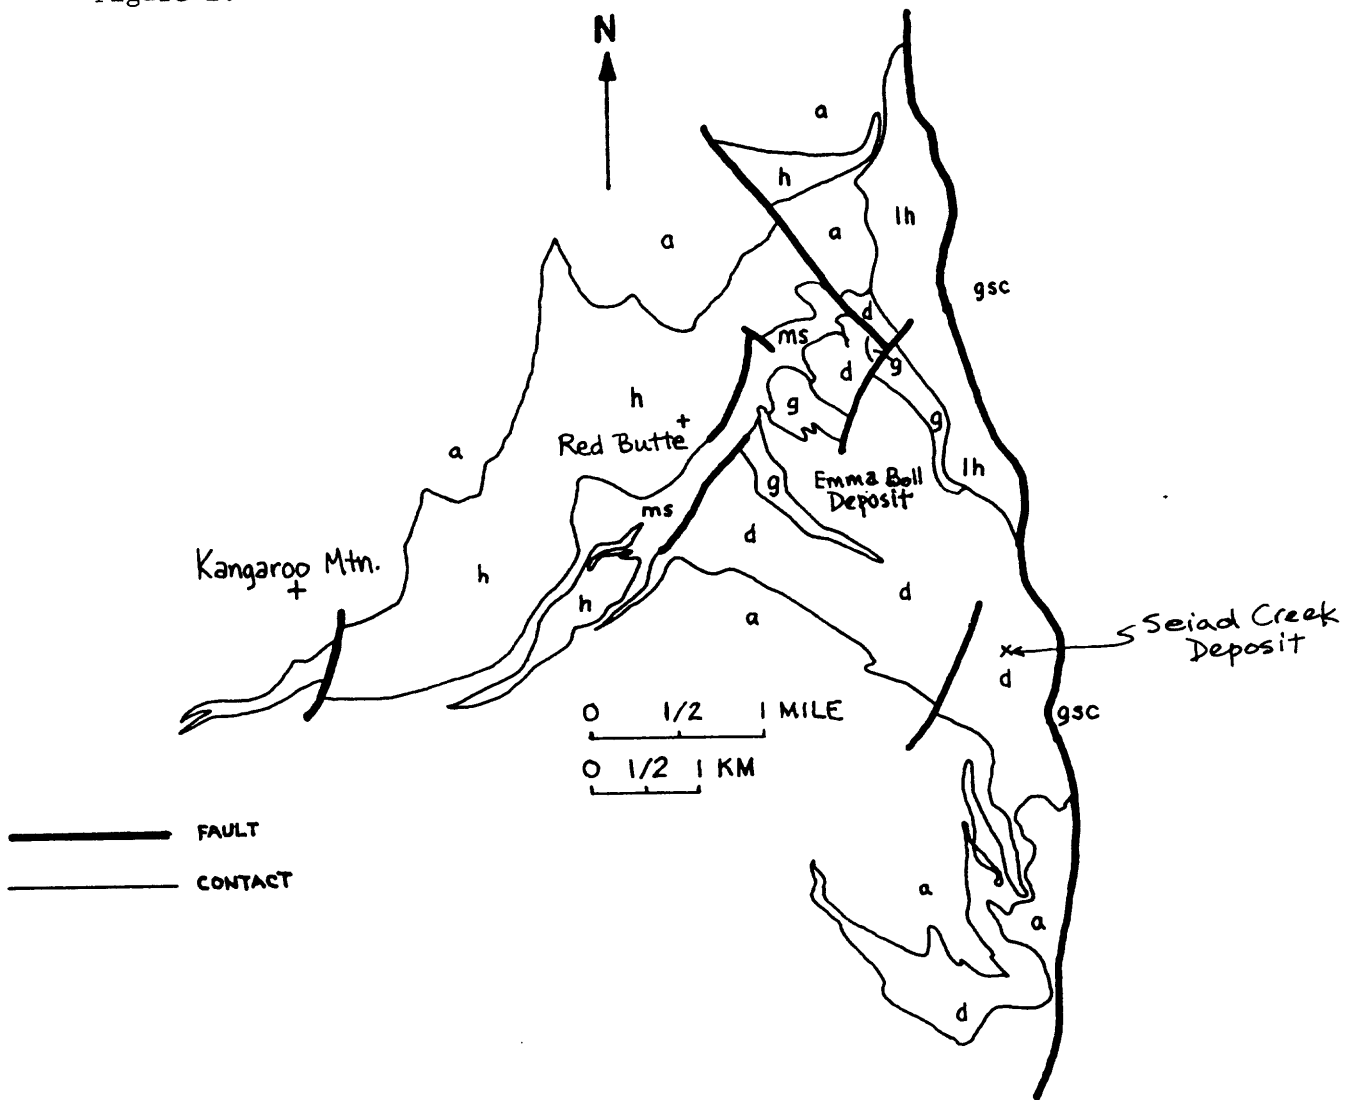 N
a
h
lh
a
a
gsc
d
ms
d
g
h
g
g
Red Butte
a
lh
Emma Bell
Deposit
g
ms
d
Kangaroo Mtn.
h
d
h
a
Seiad Creek
Deposit
d
gsc
0 1/2 1 MILE
0 1/2 1 KM
FAULT
CONTACT
a
a
d